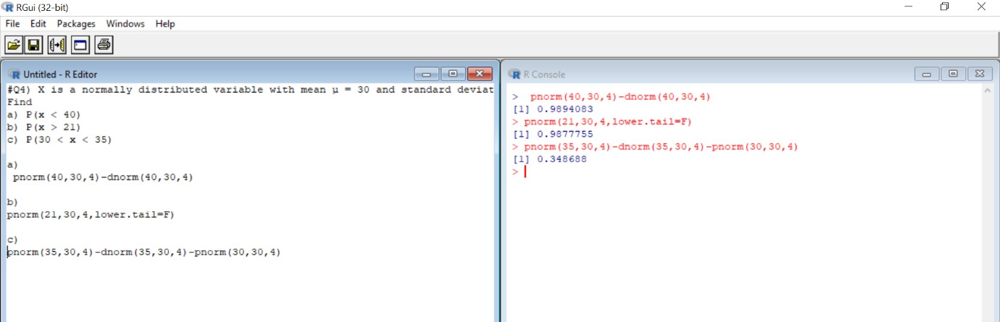 RGui (32-bit)
File Edit Packages Windows Help
Untitled - R Editor
#Q4) X is a normally distributed variable with mean μ = 30 and standard deviat
Find
a) P(x < 40)
b) P(x > 21)
c) P(30 < x < 35)
a)
pnorm(40,30,4)-dnorm(40,30,4)
b)
pnorm(21,30,4,lower.tail=F)
c)
pnorm(35,30,4)-dnorm(35,30,4)-pnorm(30,30,4)
R Console
> pnorm(40,30,4)-dnorm(40,30,4)
[1] 0.9894083
> pnorm(21,30,4,lower.tail=F)
[1] 0.9877755
> pnorm(35,30,4)-dnorm(35,30,4)-pnorm(30,30,4)
[1] 0.348688
>